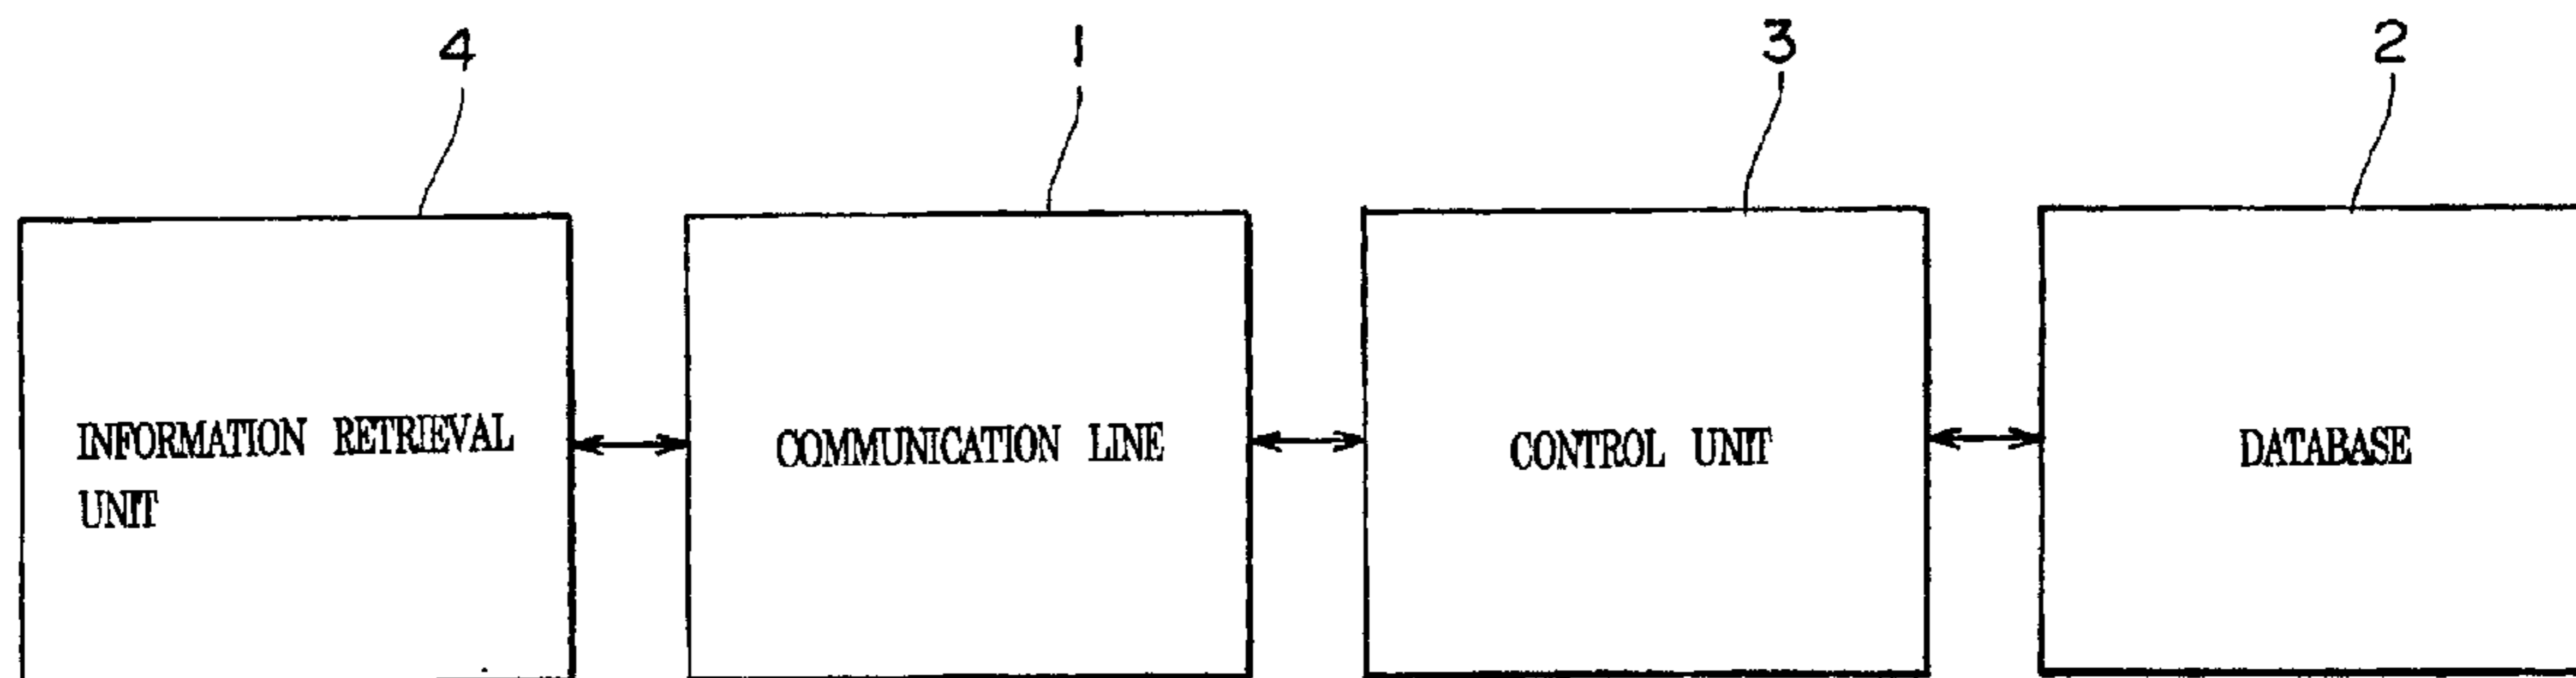 4
1
3
2
INFORMATION RETRIEVAL
UNIT
COMMUNICATION LINE
CONTROL UNIT
DATABASE